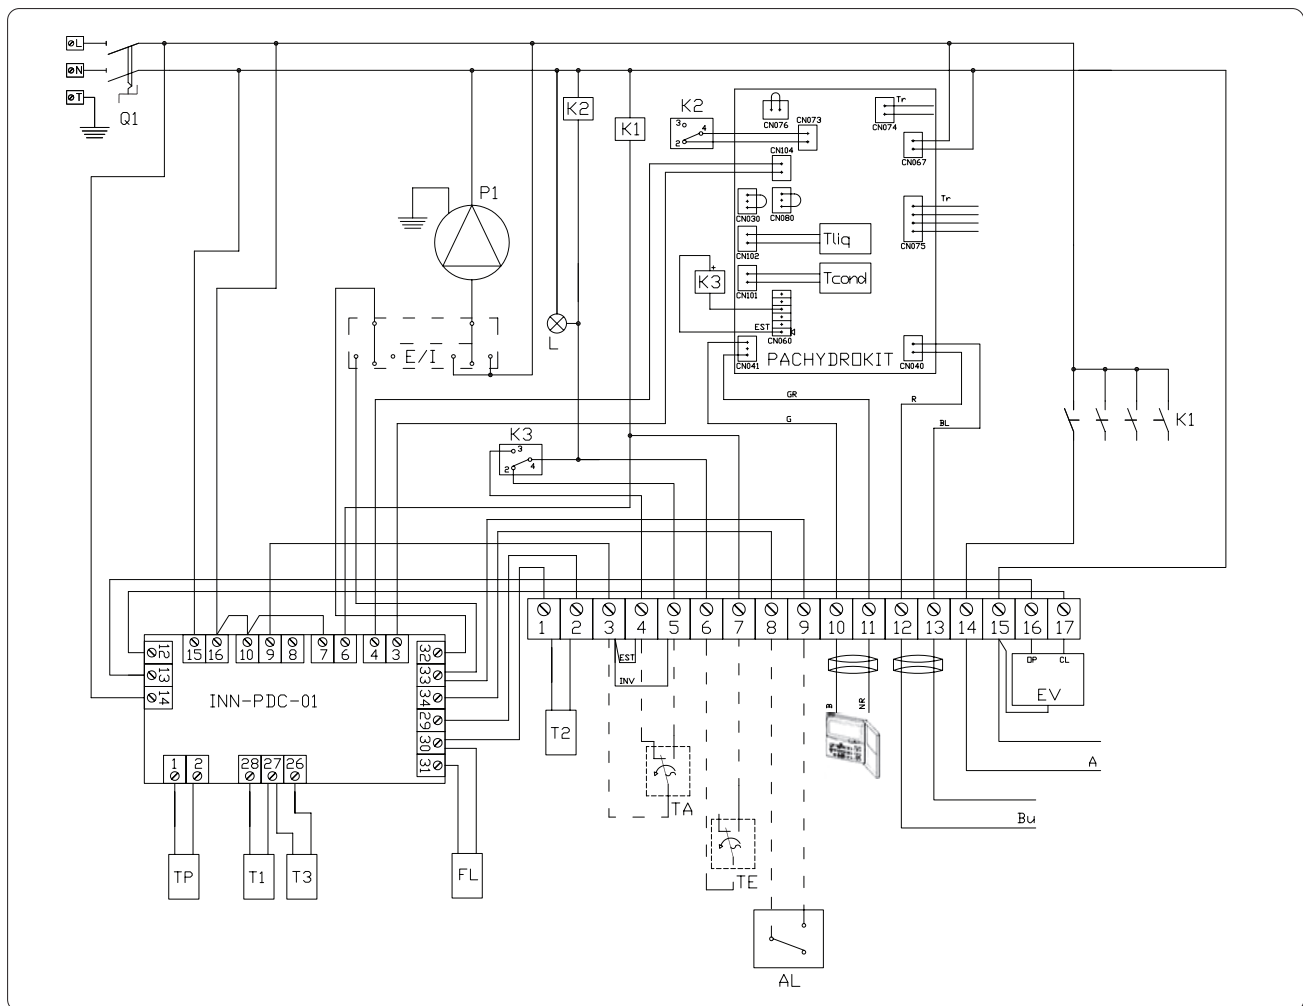 L
N
T
Q1
K2
K1
P1
E/I
L
K2
3
4
2
CN076
CN073
Tr
CN074
CN067
CN104
CN030
CN080
Tr
CN075
Tliq
CN102
Tcond
CN101
K3
+
EST
CN060
CN041
PACHYDROKIT
CN040
GR
G
R
BL
K1
K3
3
4
2
1 2 3 4 5 6 7 8 9 10 11 12 13 14 15 16 17
EST
INV
OP CL
EV
B
NR
A
Bu
T2
TA
TE
AL
12
13
14
15 16 10 9 8 7 6 4 3
32
33
34
29
30
31
INN-PDC-01
1 2 28 27 26
TP
T1
T3
FL